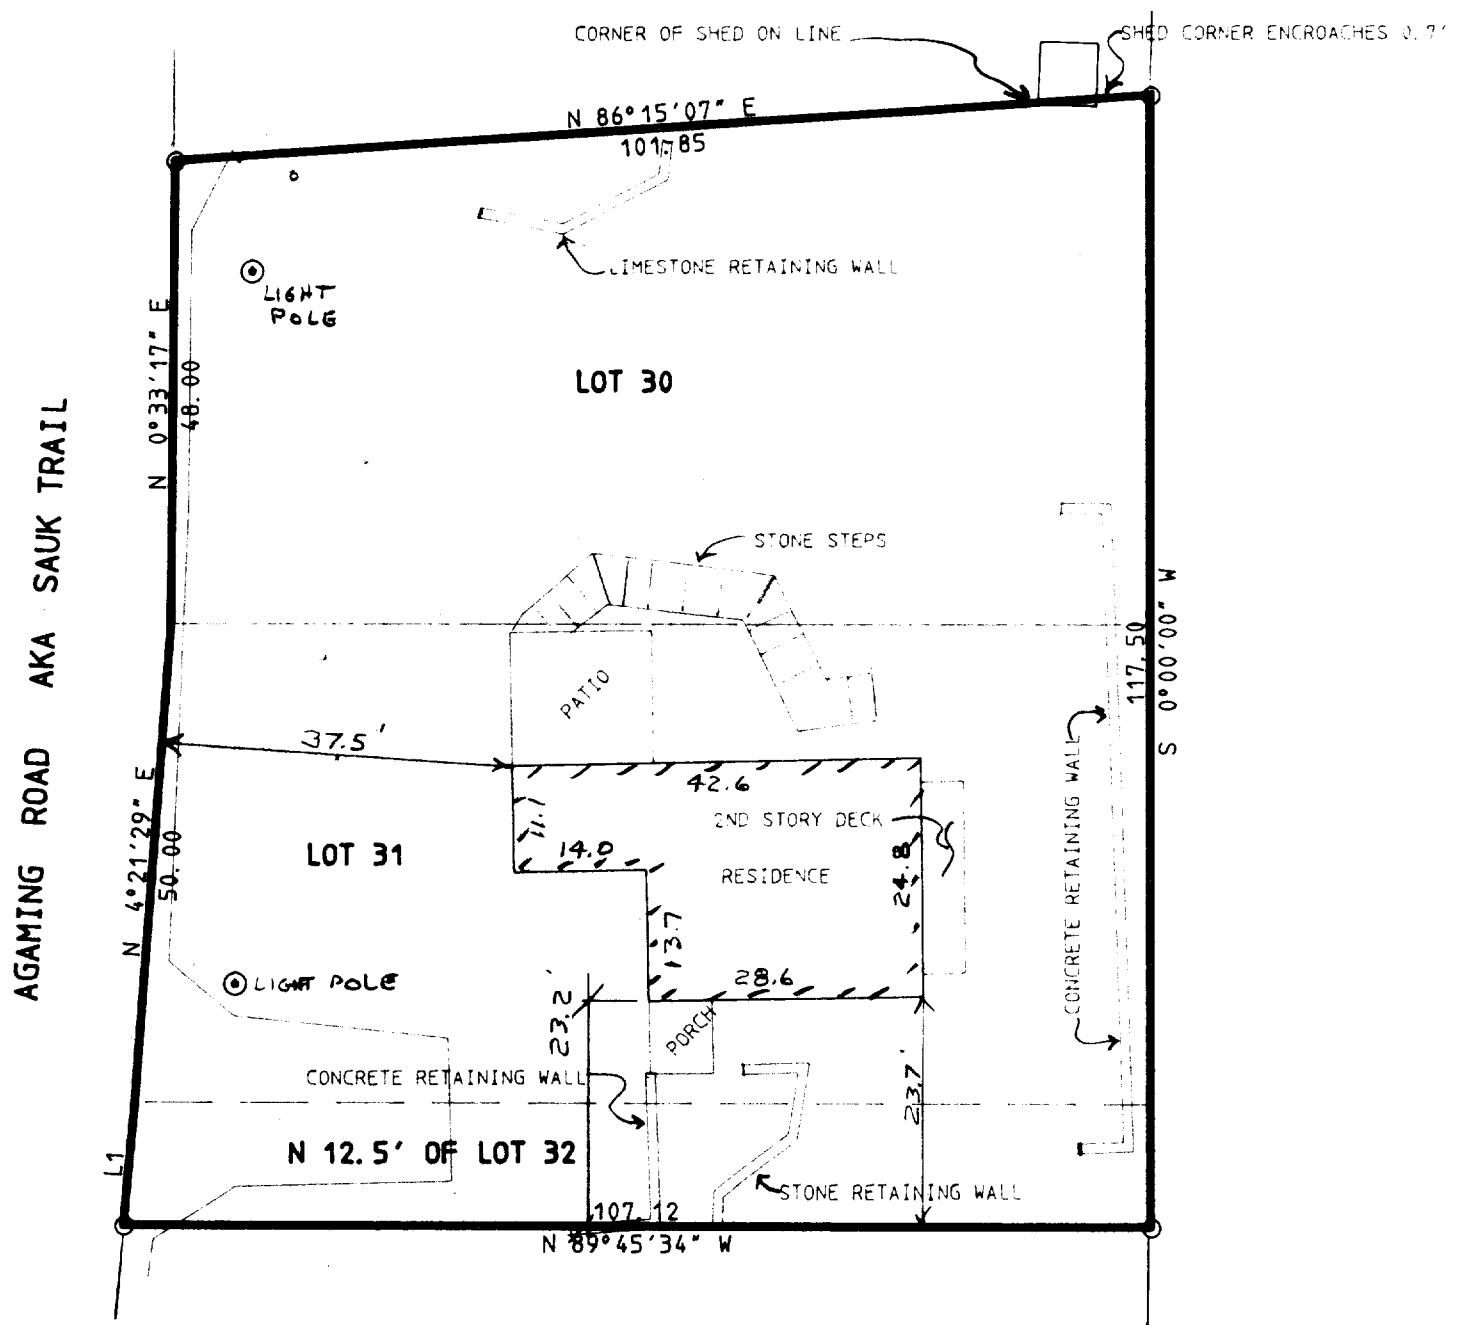 CORNER OF SHED ON LINE
SHED CORNER ENCROACHES 0.7'
N 86°15'07" E
101.85
LIMESTONE RETAINING WALL
LIGHT
POLE
N 0°33'17" E
48.00
LOT 30
AGAMING ROAD AKA SAUK TRAIL
STONE STEPS
S 0°00'00" W
117.50
PATIO
37.5'
42.6
11.1
2ND STORY DECK
14.0
LOT 31
N 4°21'29" E
50.00
24.8
RESIDENCE
CONCRETE RETAINING WALL
13.7
28.6
LIGHT POLE
23.2'
PORCH
23.7'
CONCRETE RETAINING WALL
N 12.5' OF LOT 32
L1
STONE RETAINING WALL
107.12
N 89°45'34" W